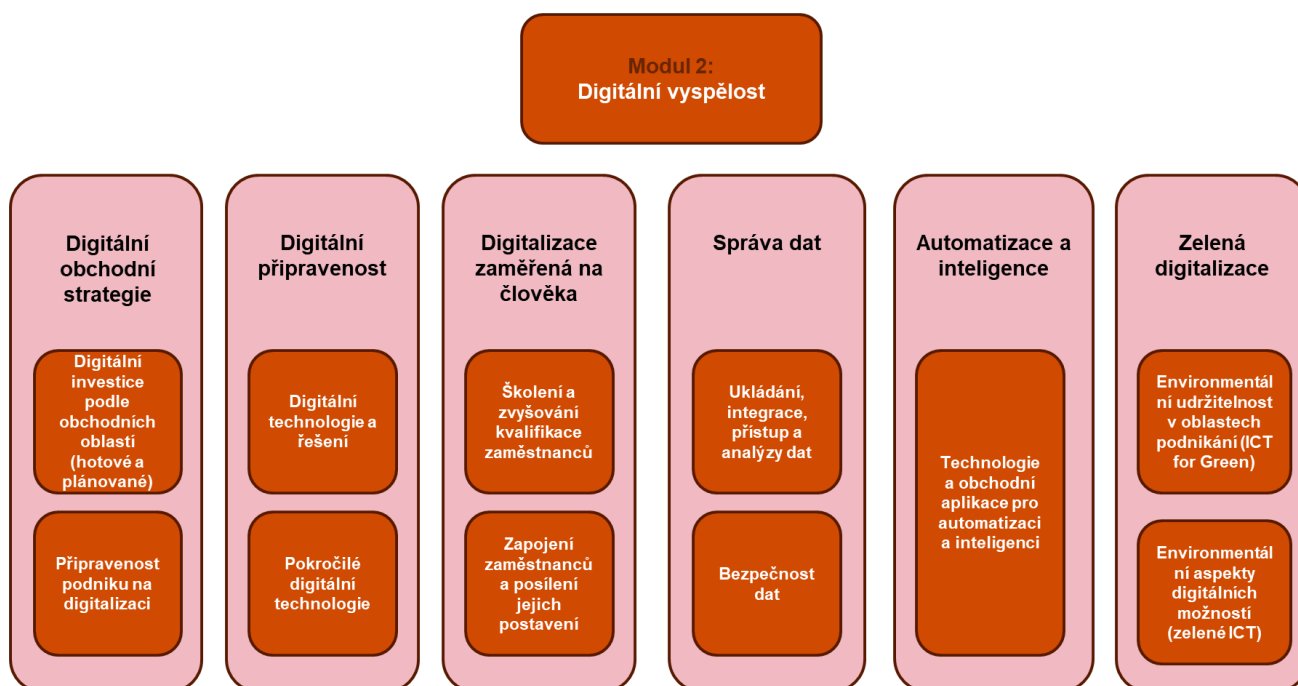 Modul 2:
Digitální vyspělost
Digitální
obchodní
strategie
Digitální
investice
podle
obchodních
oblastí
(hotové a
plánované)
Připravenost
podniku na
digitalizaci
Digitální
připravenost
Digitální
technologie a
řešení
Pokročilé
digitální
technologie
Digitalizace
zaměřená na
člověka
Školení a
zvyšování
kvalifikace
zaměstnanců
Zapojení
zaměstnanců
a posílení
jejich
postavení
Správa dat
Ukládání,
integrace,
přístup a
analýzy dat
Bezpečnost
dat
Automatizace a
inteligence
Technologie
a obchodní
aplikace pro
automatizaci
a inteligenci
Zelená
digitalizace
Environmentál
ní udržitelnost
v oblastech
podnikání (ICT
for Green)
Environmentál
ní aspekty
digitálních
možností
(zelené ICT)